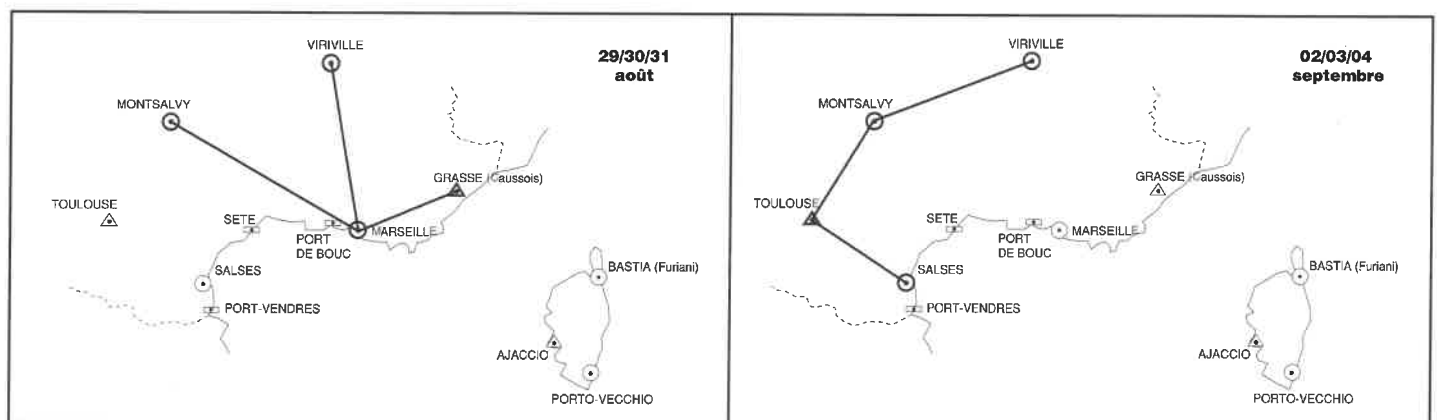 VIRIVILLE
29/30/31
août
MONTSALVY
GRASSE (Caussois)
TOULOUSE
SETE
PORT
DE BOUC
MARSEILLE
SALSES
BASTIA (Furiani)
PORT-VENDRES
AJACCIO
PORTO-VECCHIO
VIRIVILLE
02/03/04
septembre
MONTSALVY
GRASSE (Caussois)
TOULOUSE
SETE
PORT
DE BOUC
MARSEILLE
SALSES
BASTIA (Furiani)
PORT-VENDRES
AJACCIO
PORTO-VECCHIO